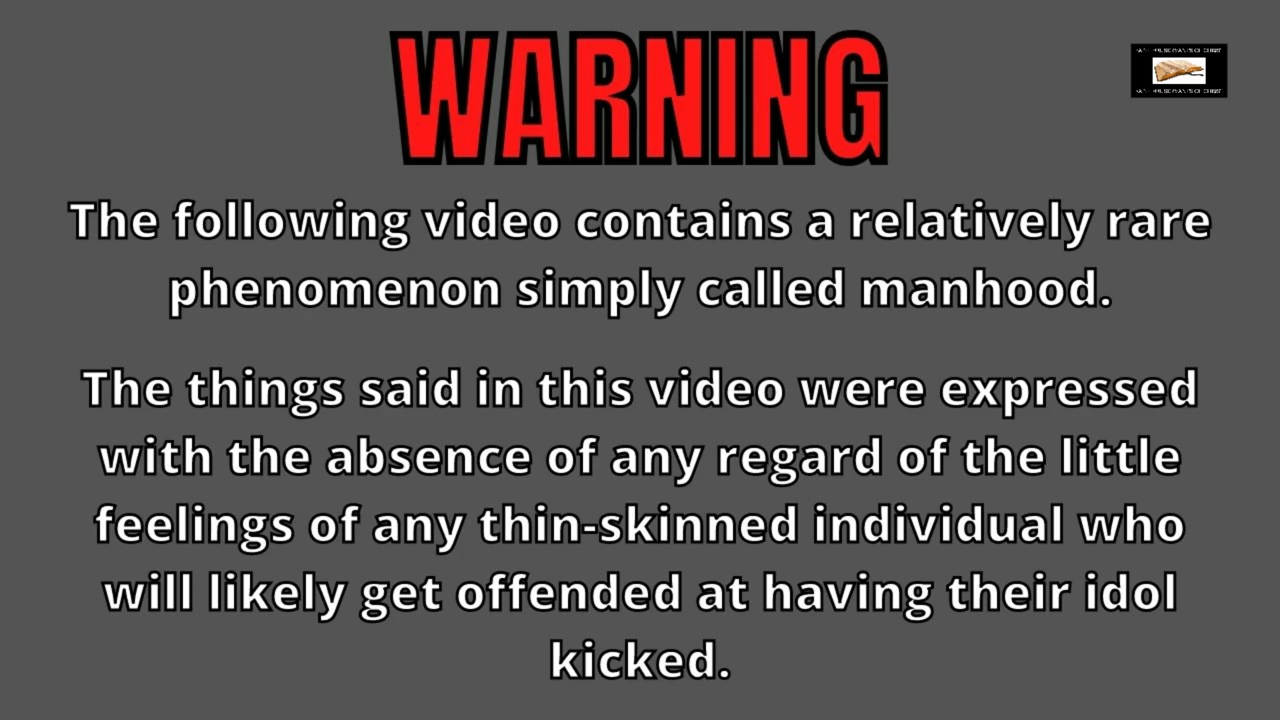 WARNING
The following video contains a relatively rare
phenomenon simply called manhood.
The things said in this video were expressed
with the absence of any regard of the little
feelings of any thin-skinned individual who
will likely get offended at having their idol
kicked.